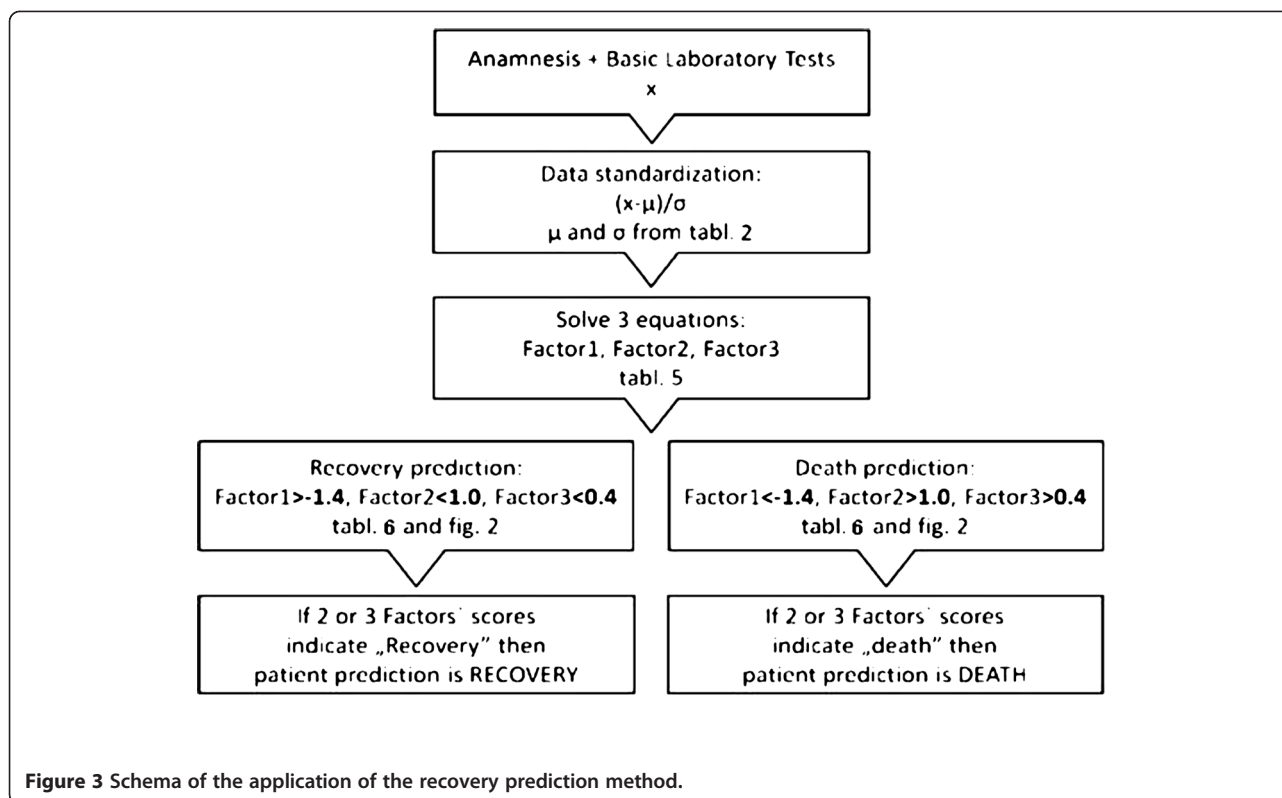 Anamnesis + Basic Laboratory Tests
x
Data standardization:
(x-μ)/σ
μ and σ from tabl. 2
Solve 3 equations:
Factor1, Factor2, Factor3
tabl. 5
Recovery prediction:
Factor1>-1.4, Factor2<1.0, Factor3<0.4
tabl. 6 and fig. 2
Death prediction:
Factor1<-1.4, Factor2>1.0, Factor3>0.4
tabl. 6 and fig. 2
If 2 or 3 Factors' scores
indicate „Recovery” then
patient prediction is RECOVERY
If 2 or 3 Factors' scores
indicate „death” then
patient prediction is DEATH
Figure 3 Schema of the application of the recovery prediction method.